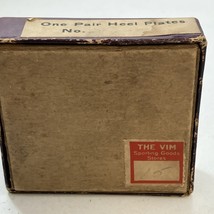 One Pair Heel Plates
No.
THE VIM
Sporting Goods
Stores